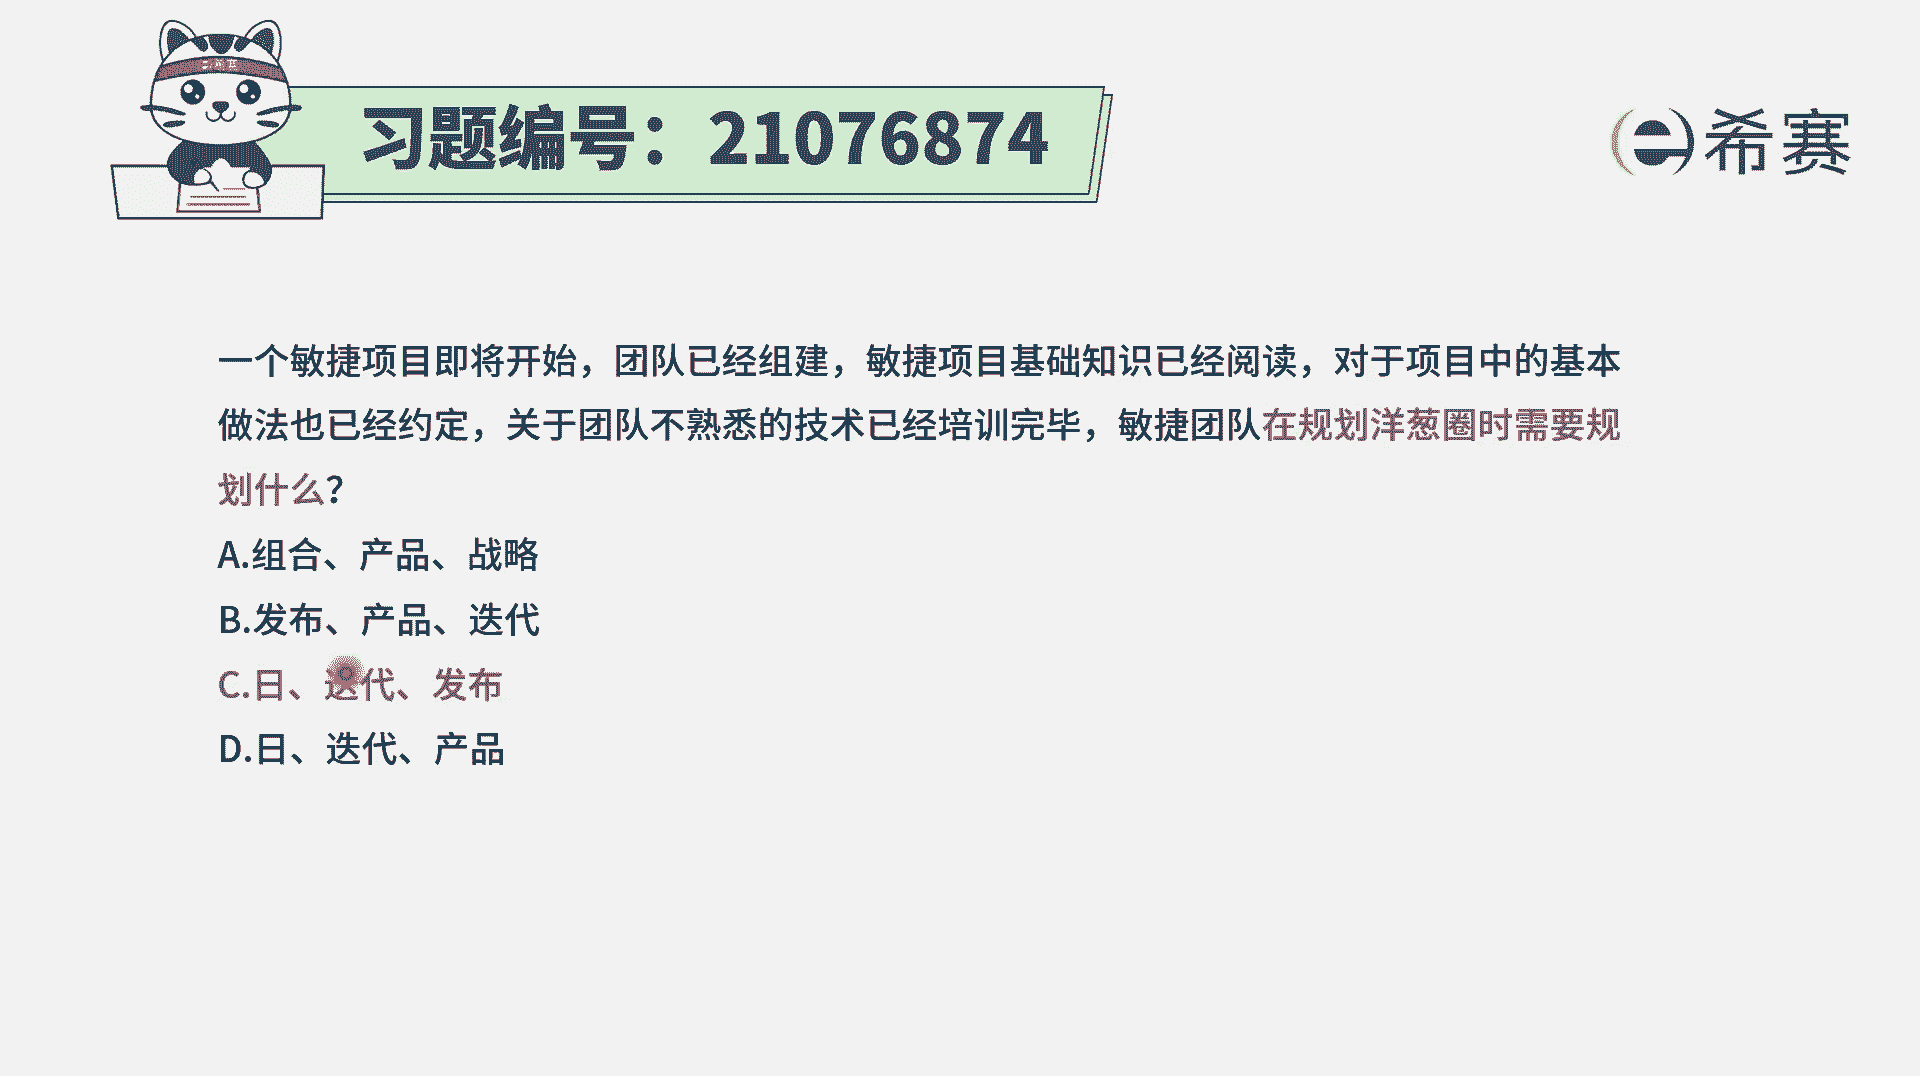 习题编号：21076874
希赛
一个敏捷项目即将开始，团队已经组建，敏捷项目基础知识已经阅读，对于项目中的基本
做法也已经约定，关于团队不熟悉的技术已经培训完毕，敏捷团队在规划洋葱圈时需要规
划什么？
A.组合、产品、战略
B.发布、产品、迭代
C.日、迭代、发布
D.日、迭代、产品